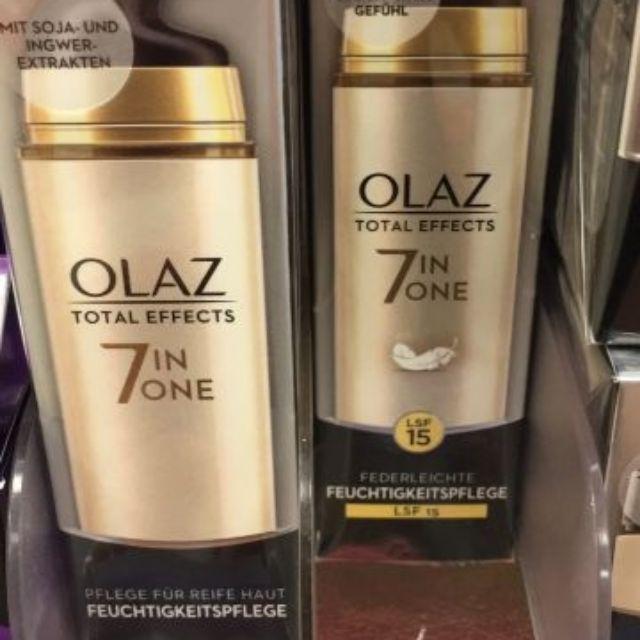 MIT SOJA- UND
INGWER-
EXTRAKTEN
OLAZ
TOTAL EFFECTS
7 IN
ONE
PFLEGE FÜR REIFE HAUT
FEUCHTIGKEITSPFLEGE
GEFÜHL
OLAZ
TOTAL EFFECTS
7 IN
ONE
LSF
15
FEDERLEICHTE
FEUCHTIGKEITSPFLEGE
LSF 15